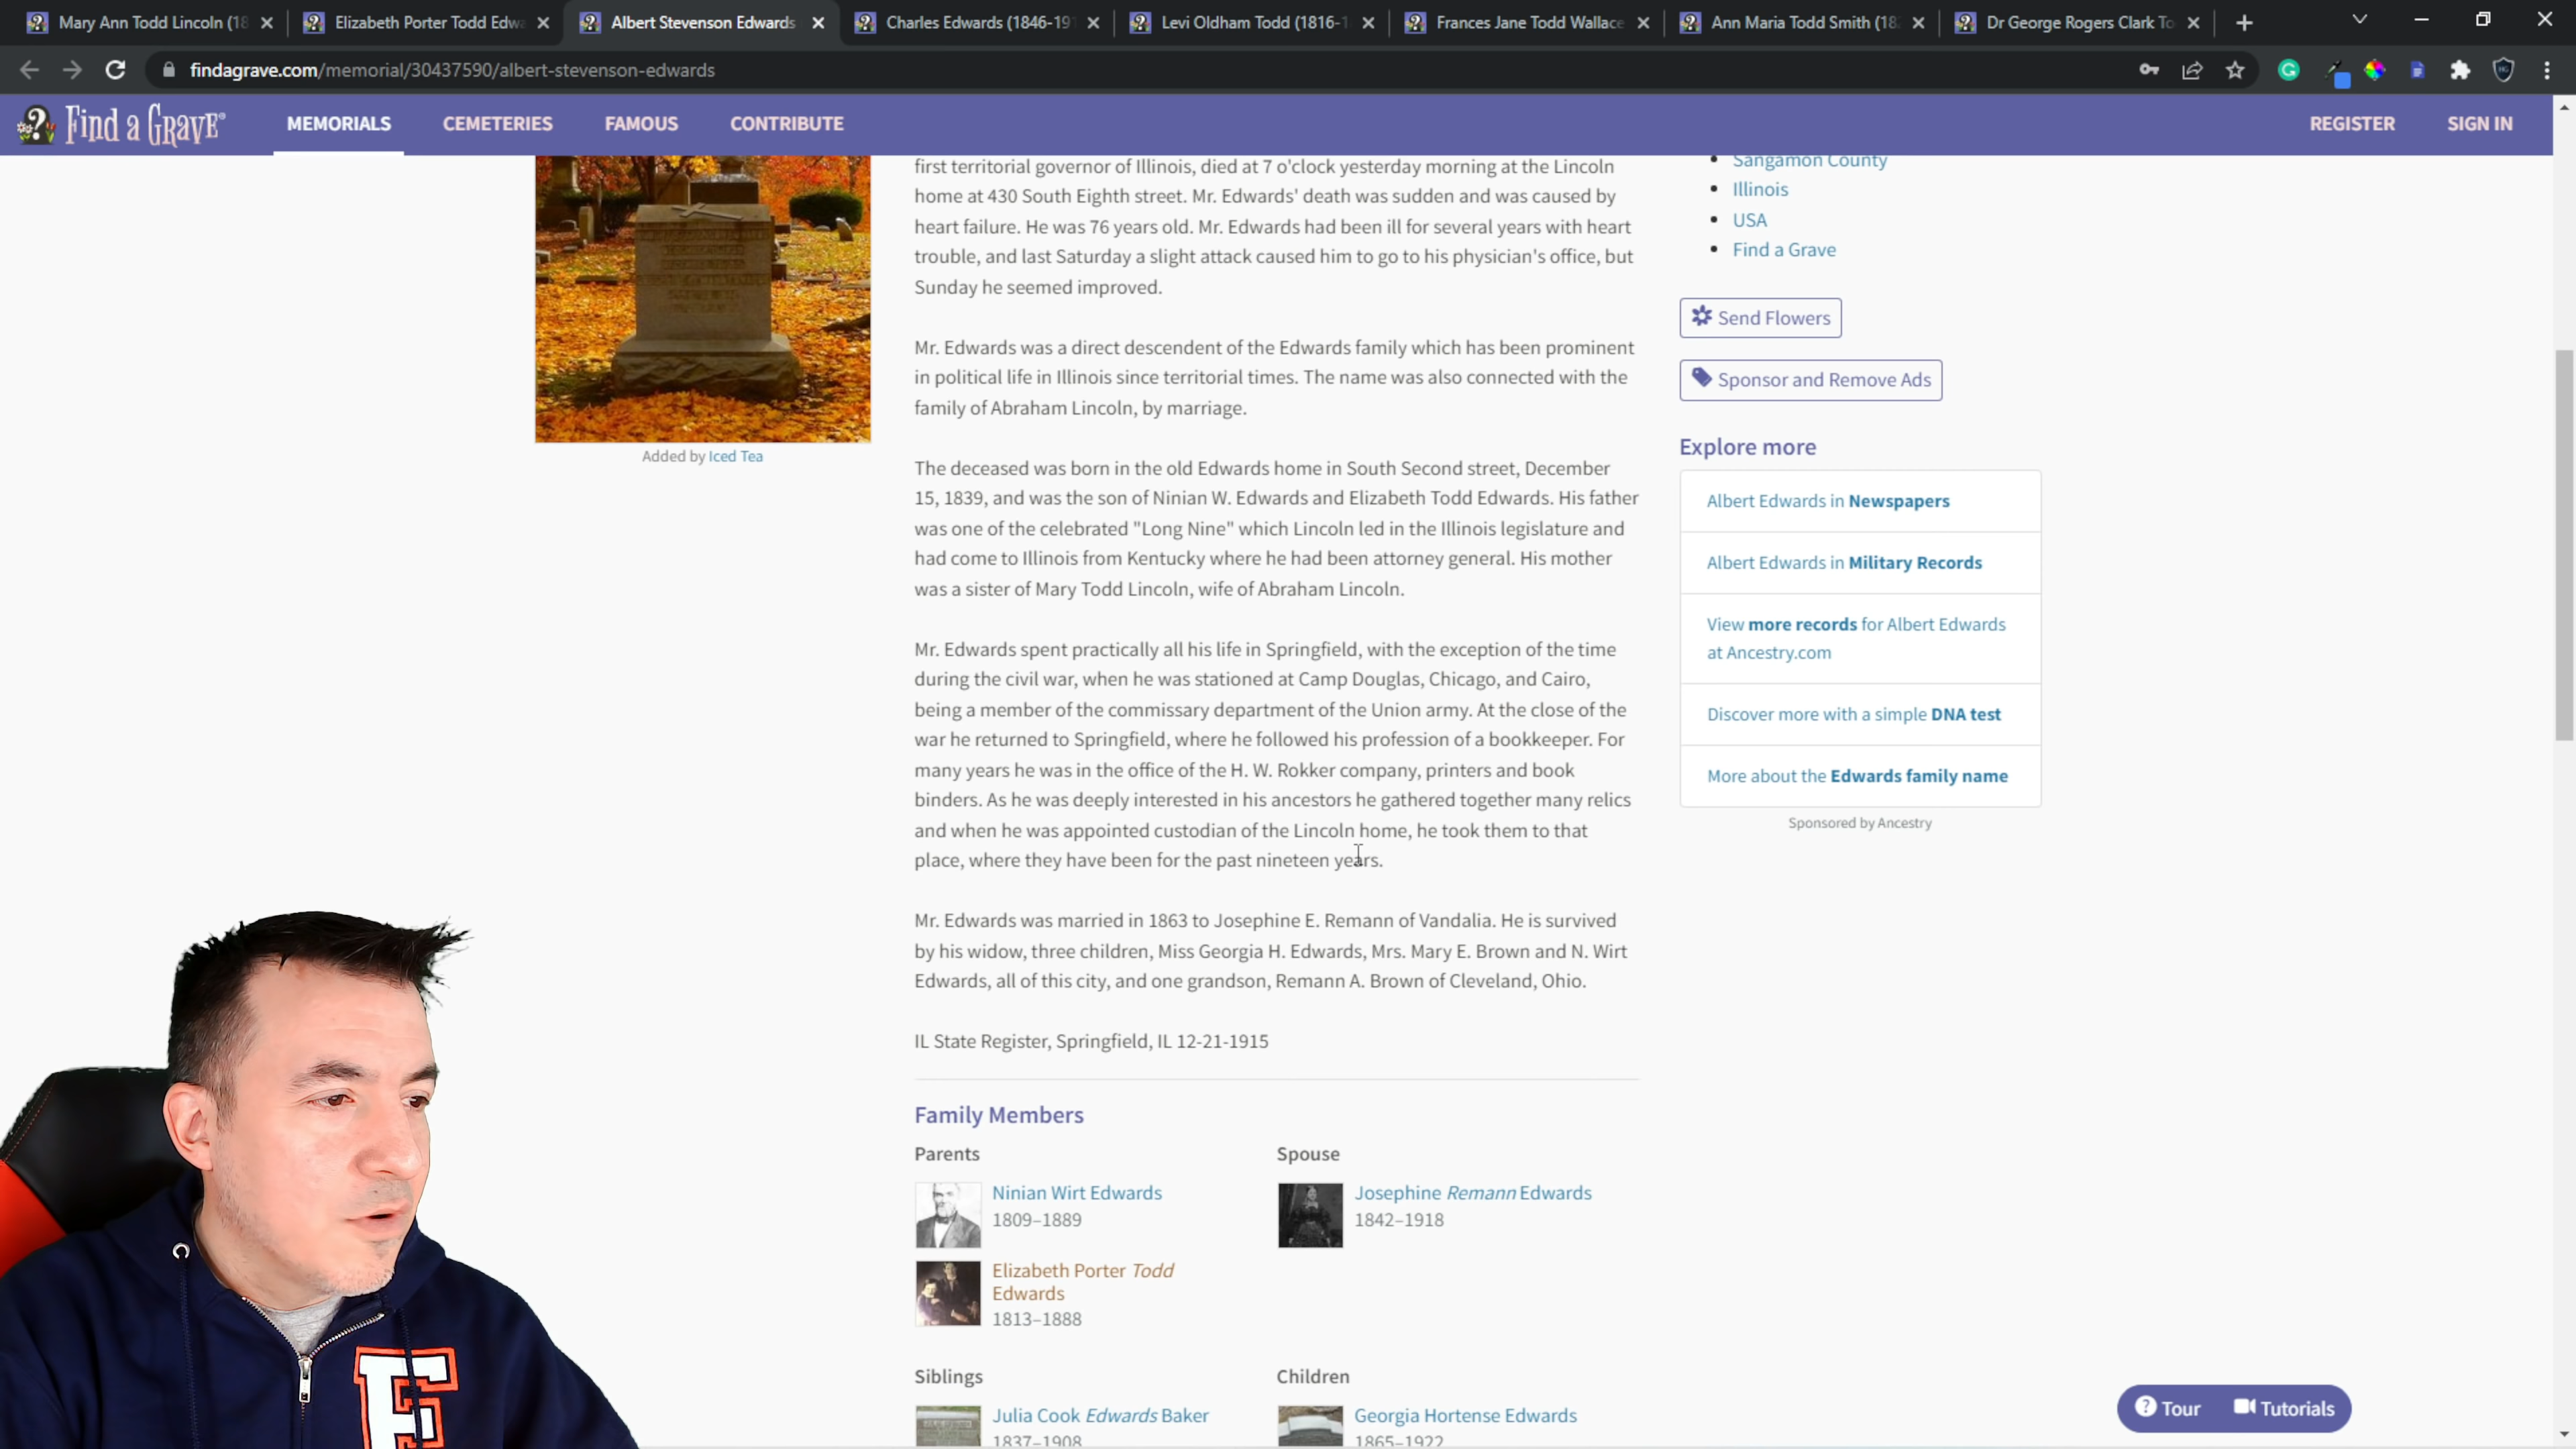 Mary Ann Todd Lincoln (18
Elizabeth Porter Todd Edwa
Albert Stevenson Edwards
Charles Edwards (1846-19
Levi Oldham Todd (1816-1
Frances Jane Todd Wallace
Ann Maria Todd Smith (18
Dr George Rogers Clark To
findagrave.com/memorial/30437590/albert-stevenson-edwards
Find a GRAVE®
MEMORIALS
CEMETERIES
FAMOUS
CONTRIBUTE
REGISTER
SIGN IN
Added by Iced Tea
first territorial governor of Illinois, died at 7 o'clock yesterday morning at the Lincoln
home at 430 South Eighth street. Mr. Edwards' death was sudden and was caused by
heart failure. He was 76 years old. Mr. Edwards had been ill for several years with heart
trouble, and last Saturday a slight attack caused him to go to his physician's office, but
Sunday he seemed improved.
Mr. Edwards was a direct descendent of the Edwards family which has been prominent
in political life in Illinois since territorial times. The name was also connected with the
family of Abraham Lincoln, by marriage.
The deceased was born in the old Edwards home in South Second street, December
15, 1839, and was the son of Ninian W. Edwards and Elizabeth Todd Edwards. His father
was one of the celebrated "Long Nine" which Lincoln led in the Illinois legislature and
had come to Illinois from Kentucky where he had been attorney general. His mother
was a sister of Mary Todd Lincoln, wife of Abraham Lincoln.
Mr. Edwards spent practically all his life in Springfield, with the exception of the time
during the civil war, when he was stationed at Camp Douglas, Chicago, and Cairo,
being a member of the commissary department of the Union army. At the close of the
war he returned to Springfield, where he followed his profession of a bookkeeper. For
many years he was in the office of the H. W. Rokker company, printers and book
binders. As he was deeply interested in his ancestors he gathered together many relics
and when he was appointed custodian of the Lincoln home, he took them to that
place, where they have been for the past nineteen years.
Mr. Edwards was married in 1863 to Josephine E. Remann of Vandalia. He is survived
by his widow, three children, Miss Georgia H. Edwards, Mrs. Mary E. Brown and N. Wirt
Edwards, all of this city, and one grandson, Remann A. Brown of Cleveland, Ohio.
IL State Register, Springfield, IL 12-21-1915
Family Members
Parents
Ninian Wirt Edwards
1809–1889
Elizabeth Porter Todd
Edwards
1813–1888
Spouse
Josephine Remann Edwards
1842–1918
Siblings
Julia Cook Edwards Baker
1837–1908
Children
Georgia Hortense Edwards
1865–1922
Sangamon County
Illinois
USA
Find a Grave
Send Flowers
Sponsor and Remove Ads
Explore more
Albert Edwards in Newspapers
Albert Edwards in Military Records
View more records for Albert Edwards
at Ancestry.com
Discover more with a simple DNA test
More about the Edwards family name
Sponsored by Ancestry
Tour
Tutorials
F